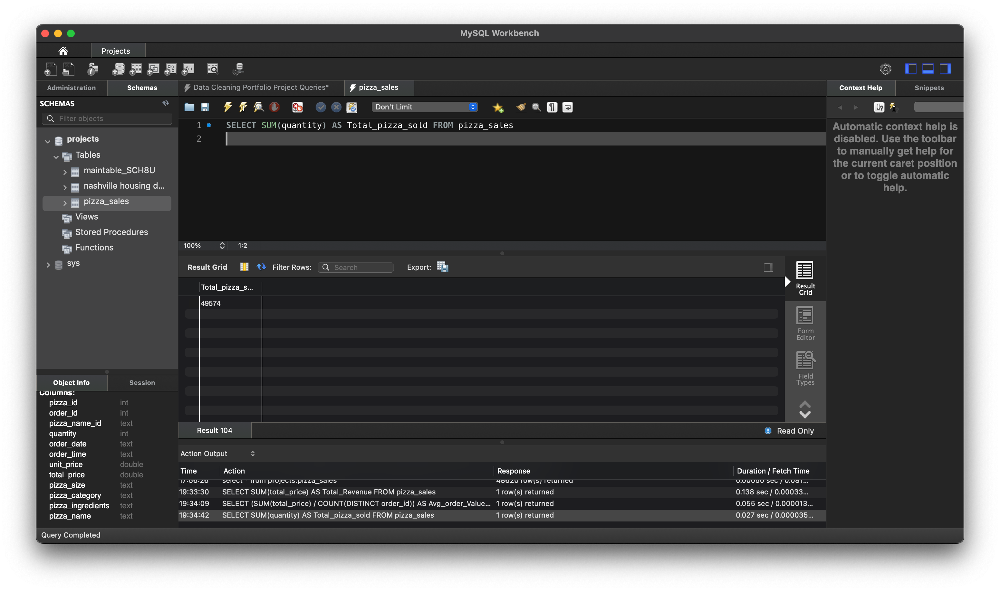 MySQL Workbench
Projects
Administration
Schemas
SCHEMAS
Filter objects
projects
Tables
maintable_SCH8U
nashville housing d...
pizza_sales
Views
Stored Procedures
Functions
sys
Object Info
Session
Columns:
pizza_id int
order_id int
pizza_name_id text
quantity int
order_date text
order_time text
unit_price double
total_price double
pizza_size text
pizza_category text
pizza_ingredients text
pizza_name text
Query Completed
Data Cleaning Portfolio Project Queries*
pizza_sales
Don't Limit
1 SELECT SUM(quantity) AS Total_pizza_sold FROM pizza_sales
2
100% 1:2
Result Grid Filter Rows: Search Export:
Total_pizza_s...
49574
Result
Grid
Form
Editor
Field
Types
Result 104
Read Only
Action Output
Time Action Response Duration / Fetch Time
17:56:26 select * from projects.pizza_sales 48620 row(s) returned 0.00050 sec / 0.081...
19:33:30 SELECT SUM(total_price) AS Total_Revenue FROM pizza_sales 1 row(s) returned 0.138 sec / 0.00033...
19:34:09 SELECT (SUM(total_price) / COUNT(DISTINCT order_id)) AS Avg_order_Value... 1 row(s) returned 0.055 sec / 0.000013...
19:34:42 SELECT SUM(quantity) AS Total_pizza_sold FROM pizza_sales 1 row(s) returned 0.027 sec / 0.000035...
Context Help
Snippets
Automatic context help is
disabled. Use the toolbar
to manually get help for
the current caret position
or to toggle automatic
help.